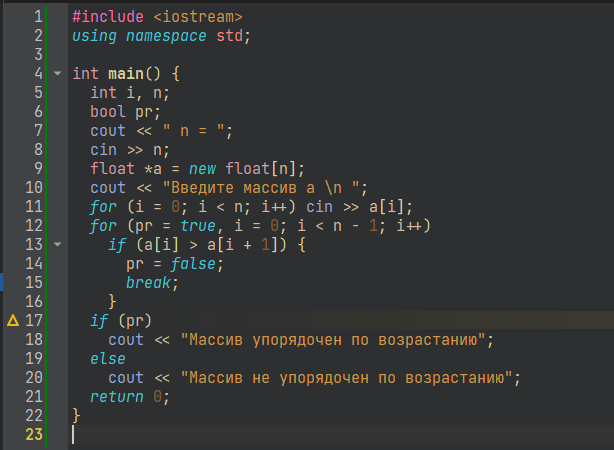 1 #include <iostream>
2 using namespace std;
3
4 int main() {
5 int i, n;
6 bool pr;
7 cout << " n = ";
8 cin >> n;
9 float *a = new float[n];
10 cout << "Введите массив a \n ";
11 for (i = 0; i < n; i++) cin >> a[i];
12 for (pr = true, i = 0; i < n - 1; i++)
13 if (a[i] > a[i + 1]) {
14 pr = false;
15 break;
16 }
17 if (pr)
18 cout << "Массив упорядочен по возрастанию";
19 else
20 cout << "Массив не упорядочен по возрастанию";
21 return 0;
22 }
23